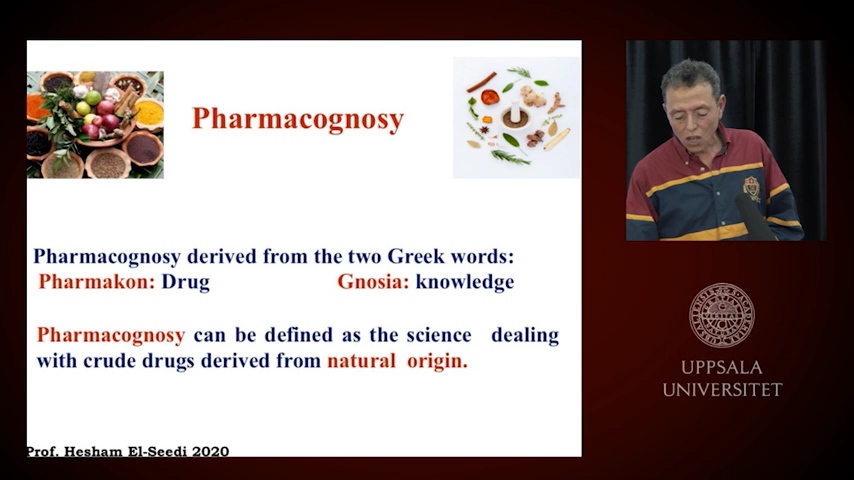 Pharmacognosy
Pharmacognosy derived from the two Greek words:
Pharmakon: Drug Gnosia: knowledge
Pharmacognosy can be defined as the science dealing
with crude drugs derived from natural origin.
Prof. Hesham El-Seedi 2020
UPPSALA
UNIVERSITET